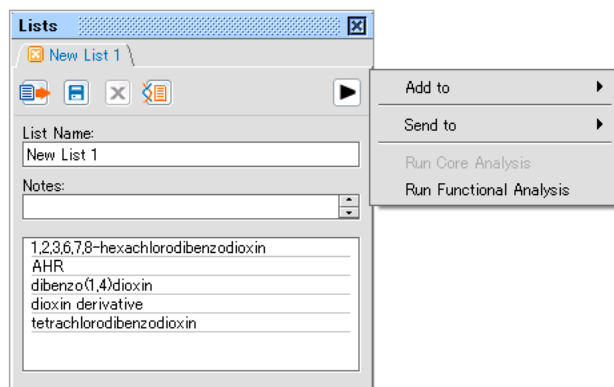 Lists
New List 1
List Name:
New List 1
Notes:
1,2,3,6,7,8-hexachlorodibenzodioxin
AHR
dibenzo(1,4)dioxin
dioxin derivative
tetrachlorodibenzodioxin
Add to
Send to
Run Core Analysis
Run Functional Analysis